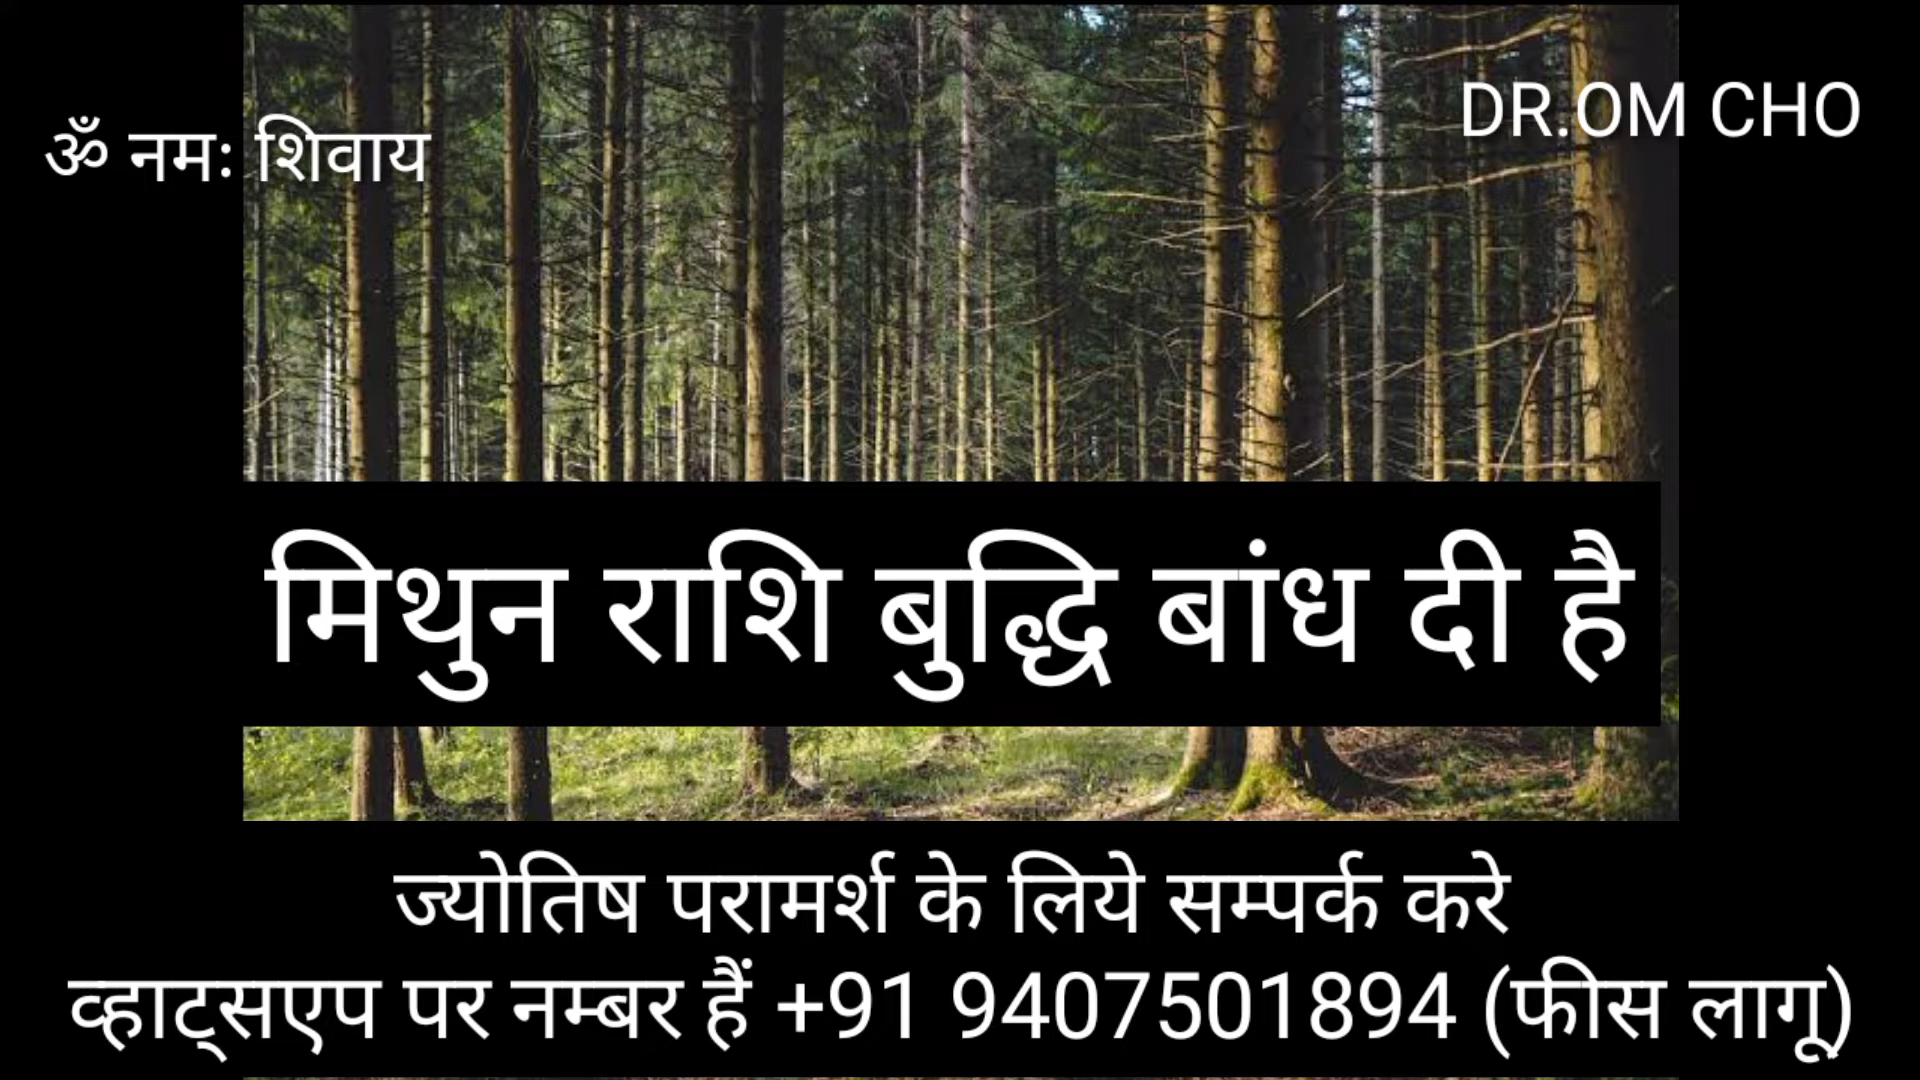 ॐ नमः शिवाय
DR.OM CHO
मिथुन राशि बुद्धि बांध दी है
ज्योतिष परामर्श के लिये सम्पर्क करे
व्हाट्सएप पर नम्बर हैं +91 9407501894 (फीस लागू)